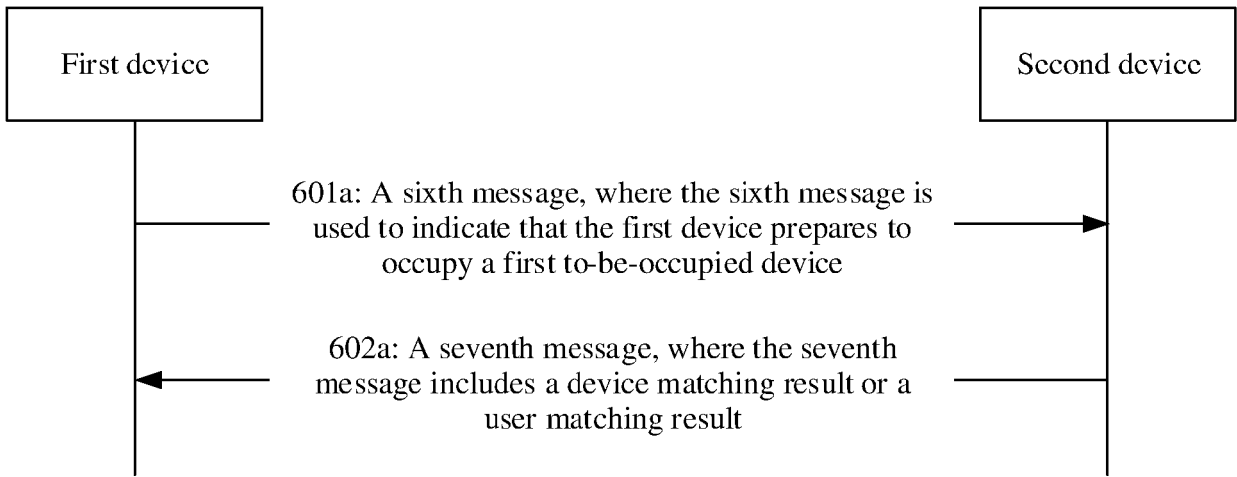 First device
Second device
601a: A sixth message, where the sixth message is
used to indicate that the first device prepares to
occupy a first to-be-occupied device
602a: A seventh message, where the seventh
message includes a device matching result or a
user matching result